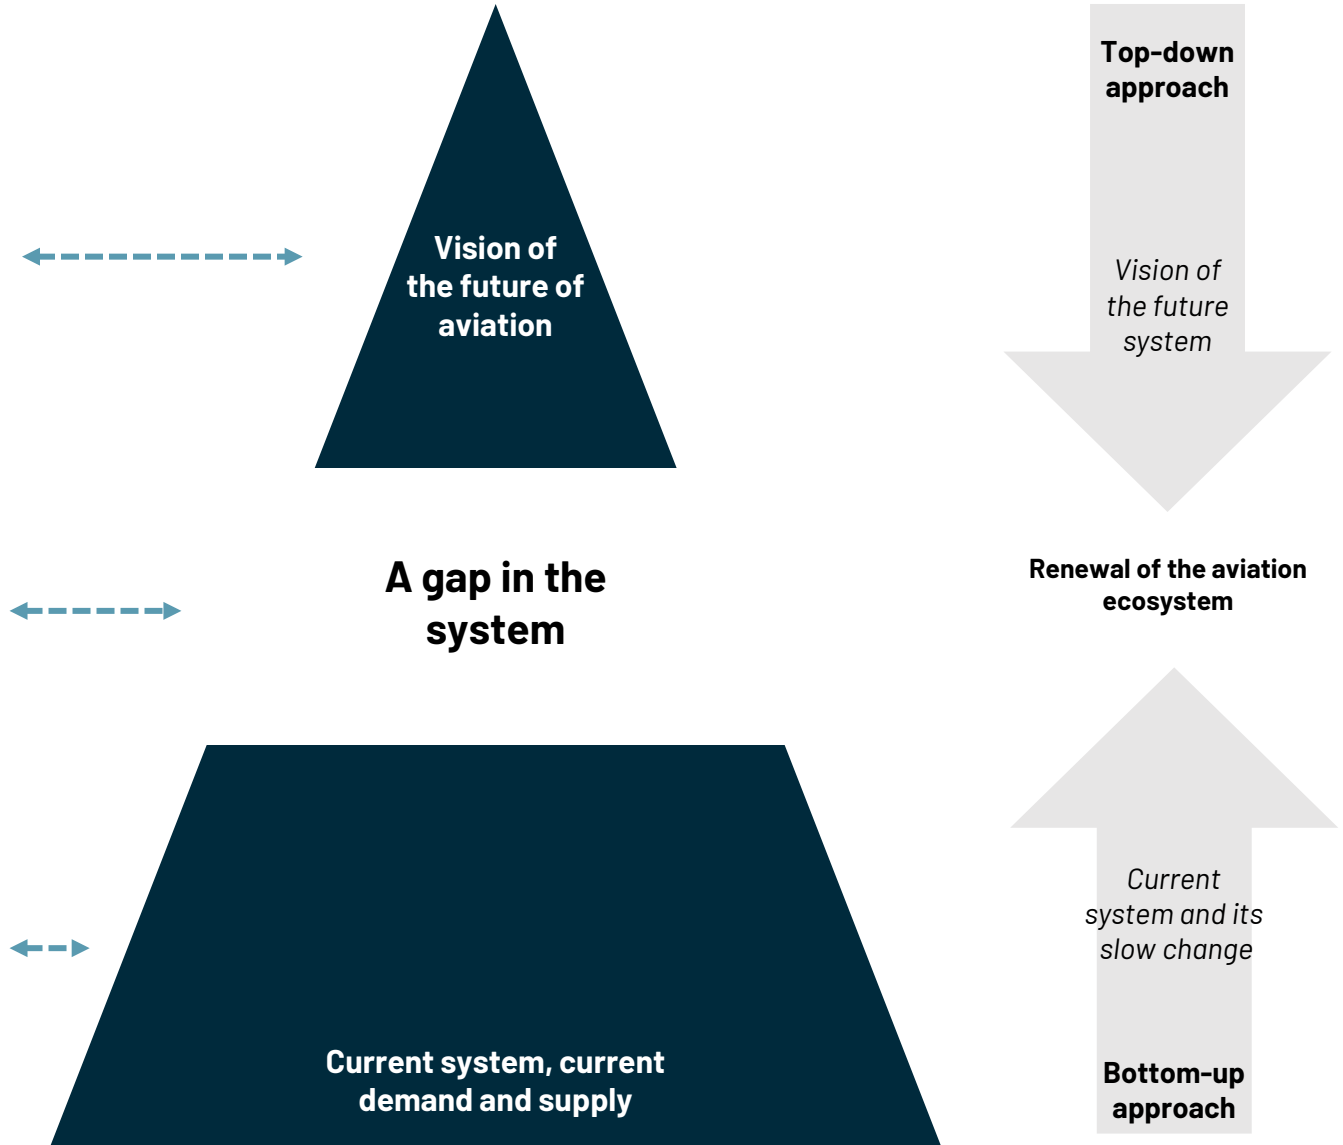 Vision of
the future of
aviation
A gap in the
system
Current system, current
demand and supply
Top-down
approach
Vision of
the future
system
Renewal of the aviation
ecosystem
Current
system and its
slow change
Bottom-up
approach